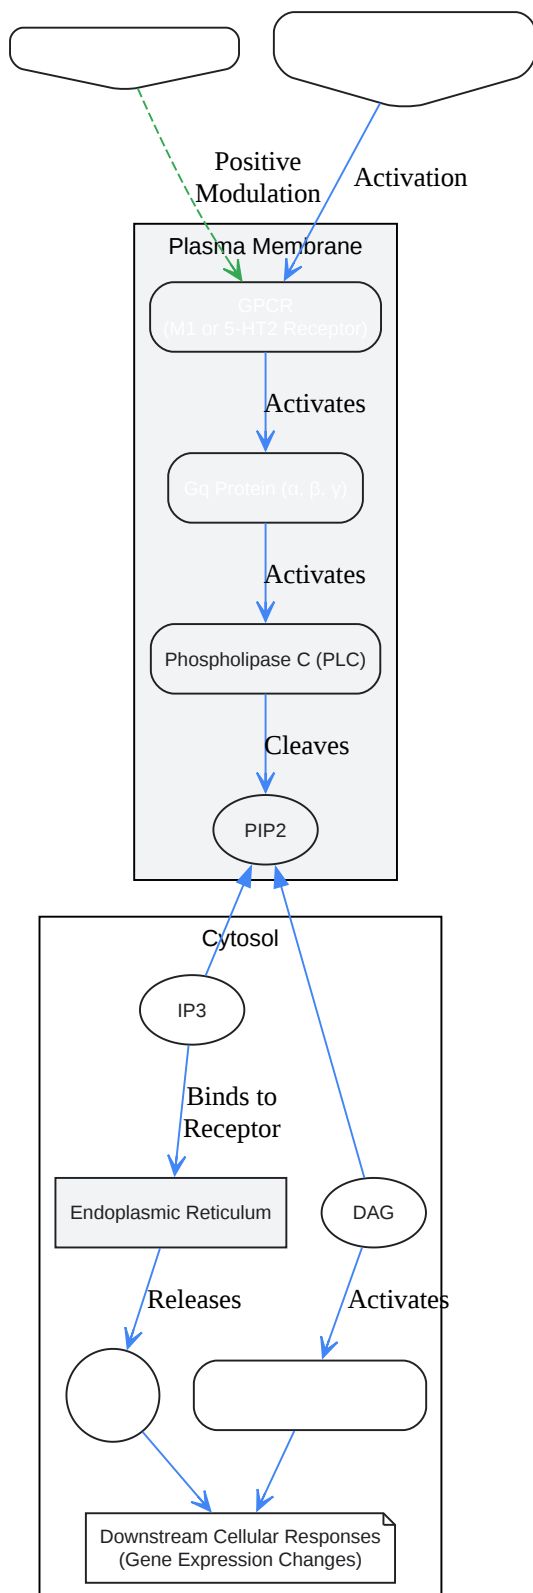 Positive
Modulation
Activation
Plasma Membrane
GPCR
(M1 or 5-HT2 Receptor)
Activates
Gq Protein (α, β, γ)
Activates
Phospholipase C (PLC)
Cleaves
PIP2
Cytosol
IP3
Binds to
Receptor
Endoplasmic Reticulum
DAG
Releases
Activates
Downstream Cellular Responses
(Gene Expression Changes)